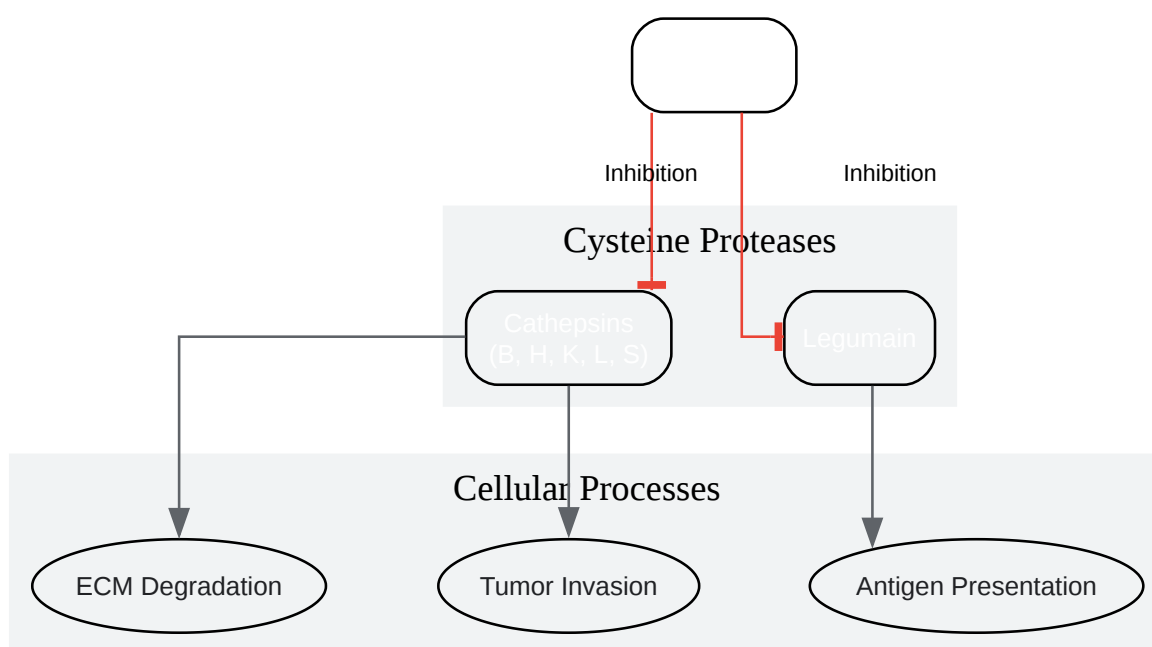 Inhibition
Inhibition
Cysteine Proteases
Cathepsins
(B, H, K, L, S)
Legumain
Cellular Processes
ECM Degradation
Tumor Invasion
Antigen Presentation